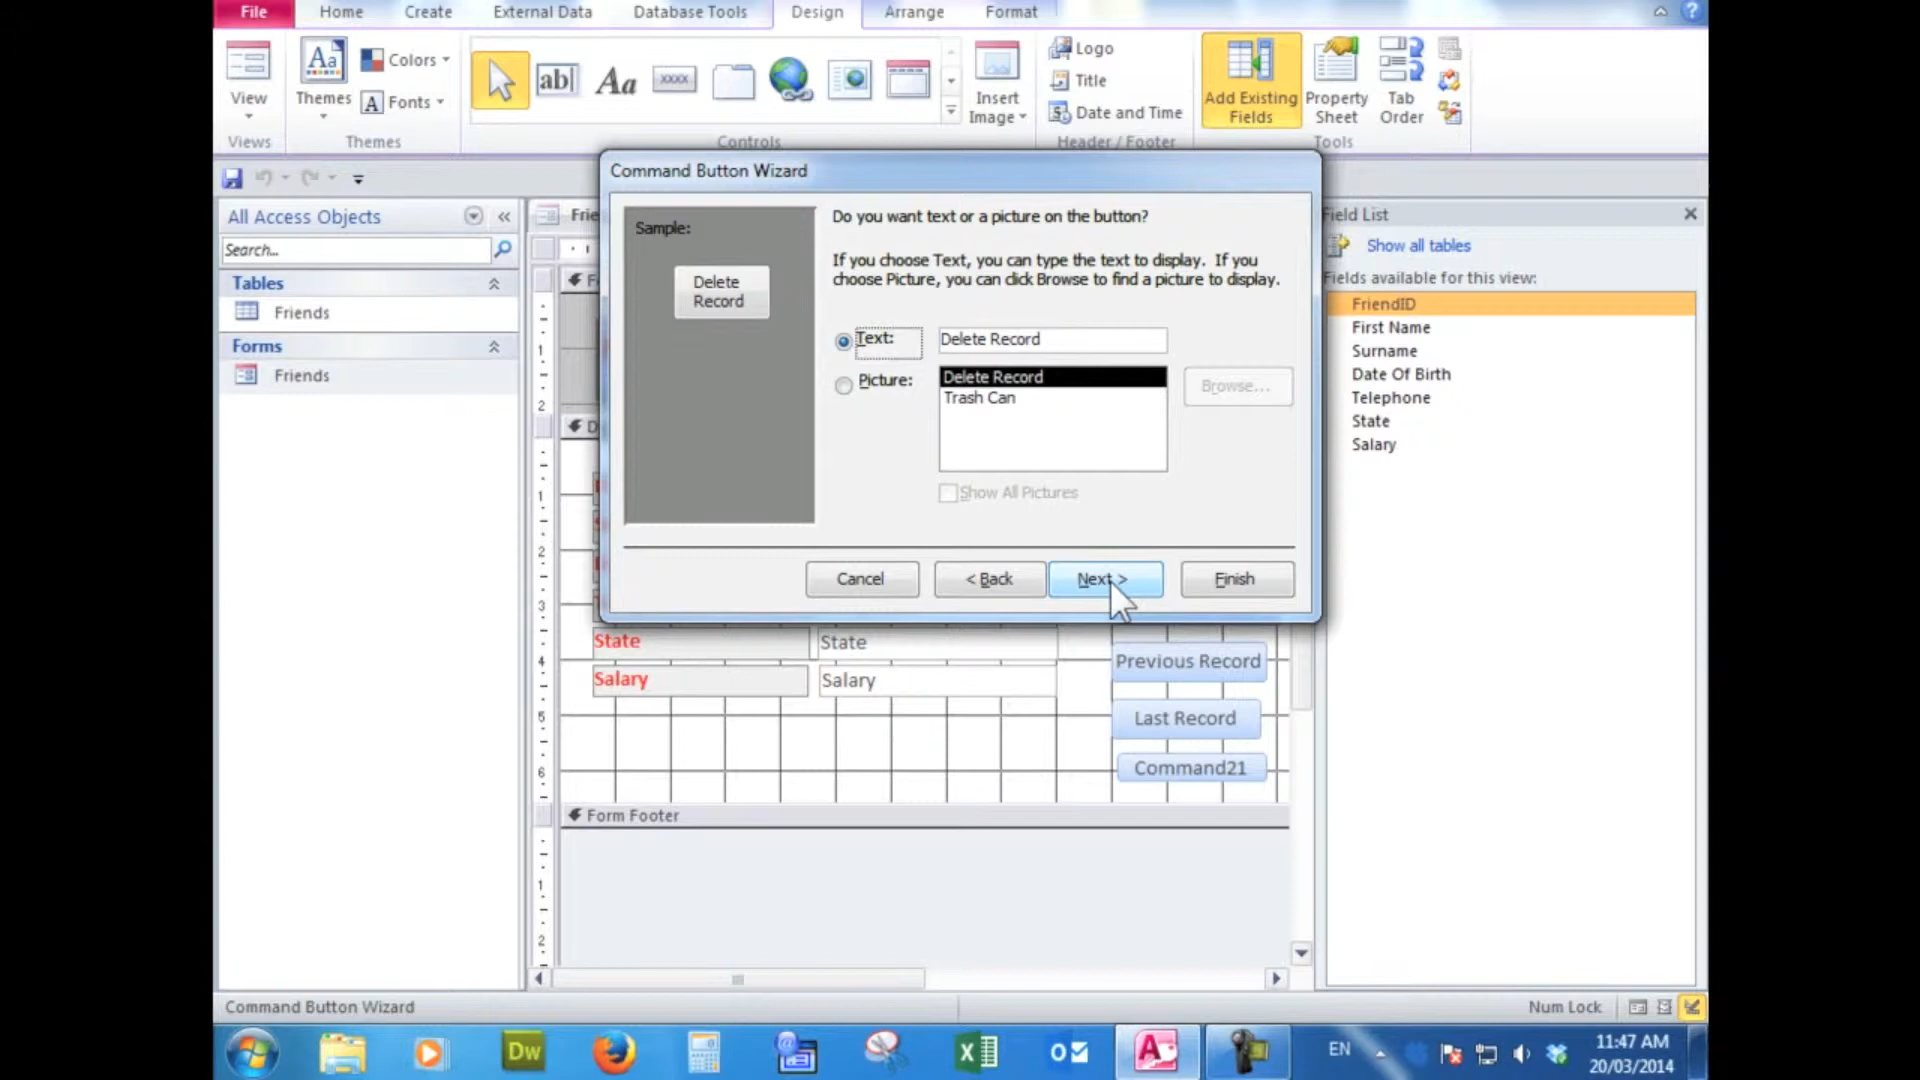 File
Home
Create
External Data
Database Tools
Design
Arrange
Format
View
Views
Themes
Colors
Fonts
Themes
ab|
Aa
XXXX
Controls
Insert
Image
Logo
Title
Date and Time
Header / Footer
Add Existing
Fields
Property
Sheet
Tab
Order
Tools
All Access Objects
Search...
Tables
Friends
Forms
Friends
Command Button Wizard
Sample:
Delete
Record
Do you want text or a picture on the button?
If you choose Text, you can type the text to display. If you
choose Picture, you can click Browse to find a picture to display.
Text:
Delete Record
Picture:
Delete Record
Trash Can
Browse...
Show All Pictures
Cancel
< Back
Next >
Finish
State
State
Salary
Salary
Previous Record
Last Record
Command21
Form Footer
Field List
Show all tables
Fields available for this view:
FriendID
First Name
Surname
Date Of Birth
Telephone
State
Salary
Command Button Wizard
Num Lock
Dw
EN
11:47 AM
20/03/2014